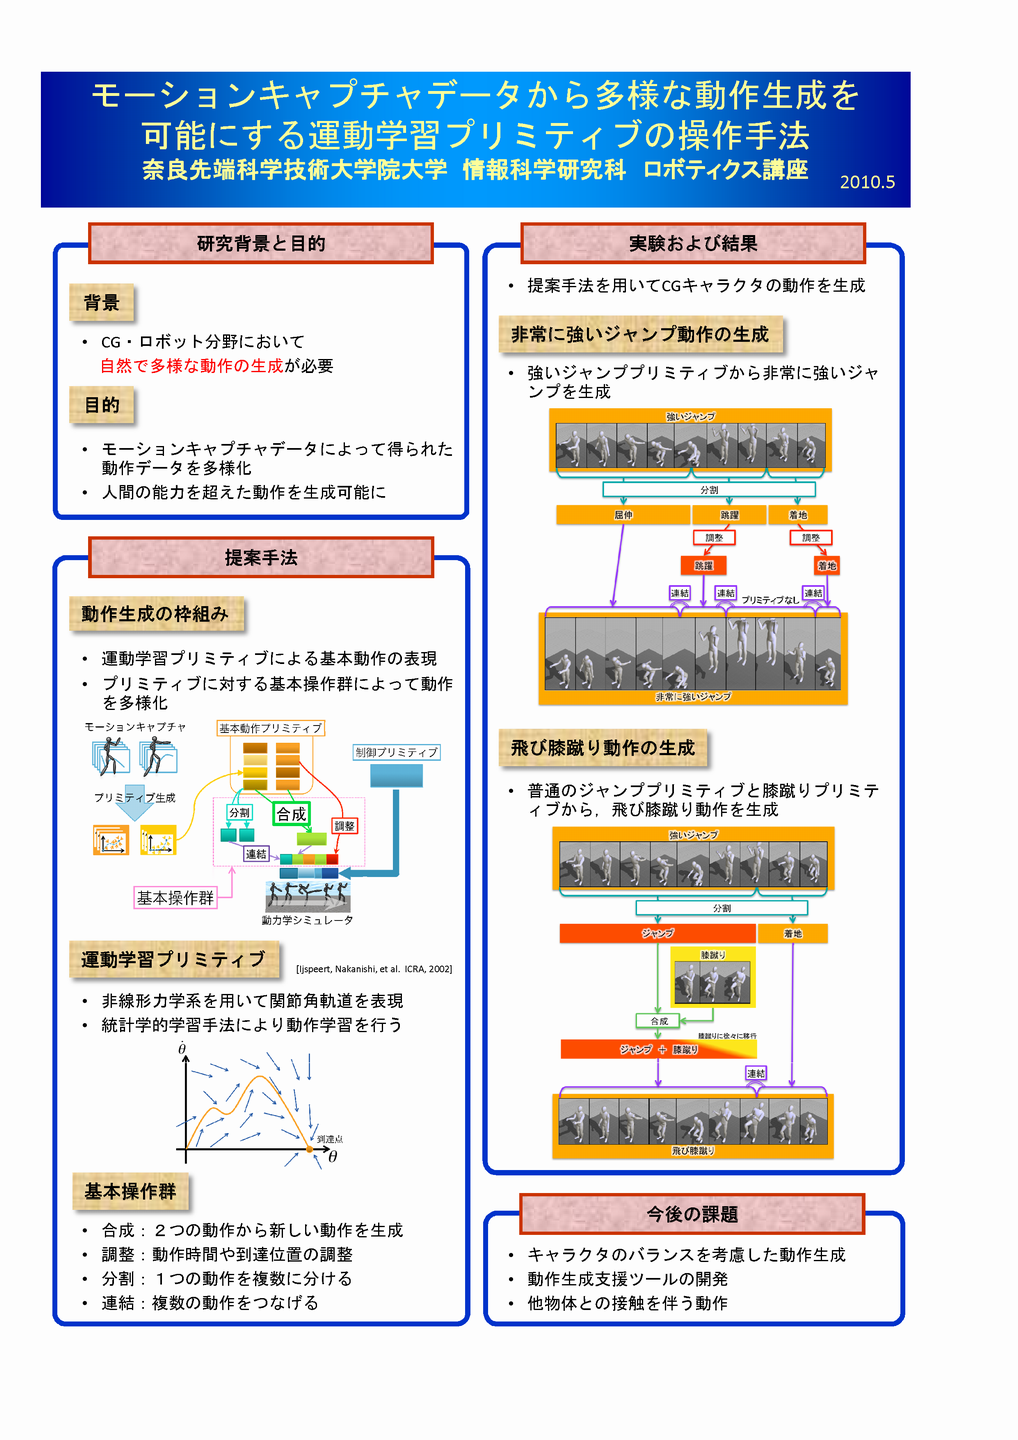 モーションキャプチャデータから多様な動作生成を
可能にする運動学習プリミティブの操作手法
奈良先端科学技術大学院大学　情報科学研究科　ロボティクス講座
2010.5
研究背景と目的
背景
• CG・ロボット分野において
自然で多様な動作の生成が必要
目的
• モーションキャプチャデータによって得られた
動作データを多様化
• 人間の能力を超えた動作を生成可能に
提案手法
動作生成の枠組み
• 運動学習プリミティブによる基本動作の表現
• プリミティブに対する基本操作群によって動作
を多様化
モーションキャプチャ
基本動作プリミティブ
制御プリミティブ
プリミティブ生成
分割
合成
調整
連結
基本操作群
動力学シミュレータ
運動学習プリミティブ
[Ijspeert, Nakanishi, et al. ICRA, 2002]
• 非線形力学系を用いて関節角軌道を表現
• 統計学的学習手法により動作学習を行う
θ̇
到達点
θ
基本操作群
• 合成：２つの動作から新しい動作を生成
• 調整：動作時間や到達位置の調整
• 分割：１つの動作を複数に分ける
• 連結：複数の動作をつなげる
実験および結果
• 提案手法を用いてCGキャラクタの動作を生成
非常に強いジャンプ動作の生成
• 強いジャンププリミティブから非常に強いジャ
ンプを生成
強いジャンプ
分割
屈伸
跳躍
着地
調整
調整
跳躍
着地
連結
連結
プリミティブなし
連結
非常に強いジャンプ
飛び膝蹴り動作の生成
• 普通のジャンププリミティブと膝蹴りプリミテ
ィブから，飛び膝蹴り動作を生成
強いジャンプ
分割
ジャンプ
着地
膝蹴り
合成
膝蹴りに徐々に移行
ジャンプ ＋ 膝蹴り
連結
飛び膝蹴り
今後の課題
• キャラクタのバランスを考慮した動作生成
• 動作生成支援ツールの開発
• 他物体との接触を伴う動作